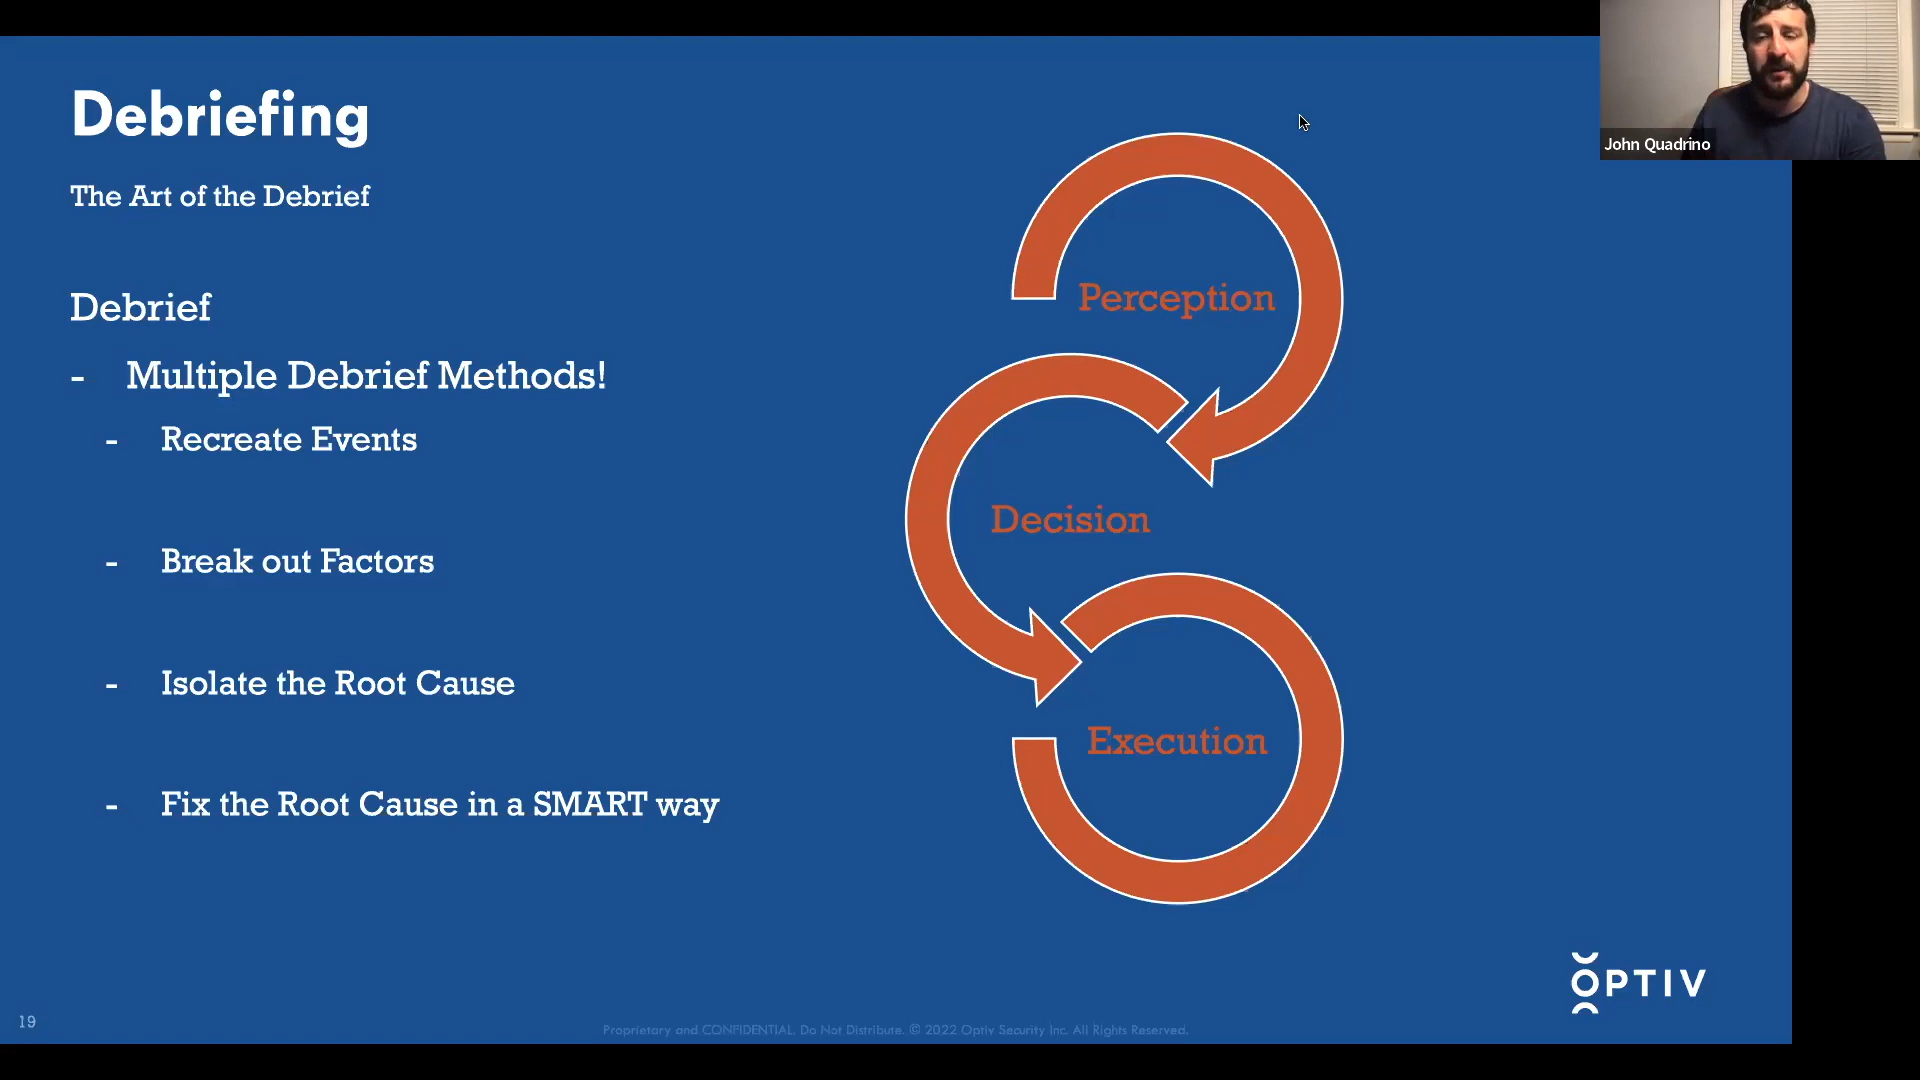 Debriefing
John Quadrino
The Art of the Debrief
Debrief
- Multiple Debrief Methods!
- Recreate Events
- Break out Factors
- Isolate the Root Cause
- Fix the Root Cause in a SMART way
Perception
Decision
Execution
OPTIV
19
Proprietary and CONFIDENTIAL. Do Not Distribute. © 2022 Optiv Security Inc. All Rights Reserved.